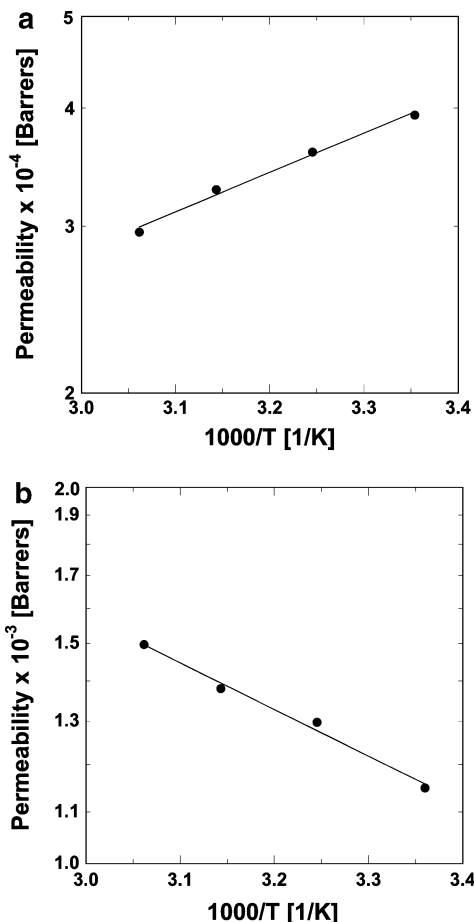 a
5
4
3
2
Permeability x 10⁻⁴ [Barrers]
3.0 3.1 3.2 3.3 3.4
1000/T [1/K]
b
2.0
1.9
1.7
1.5
1.3
1.1
1.0
Permeability x 10⁻³ [Barrers]
3.0 3.1 3.2 3.3 3.4
1000/T [1/K]